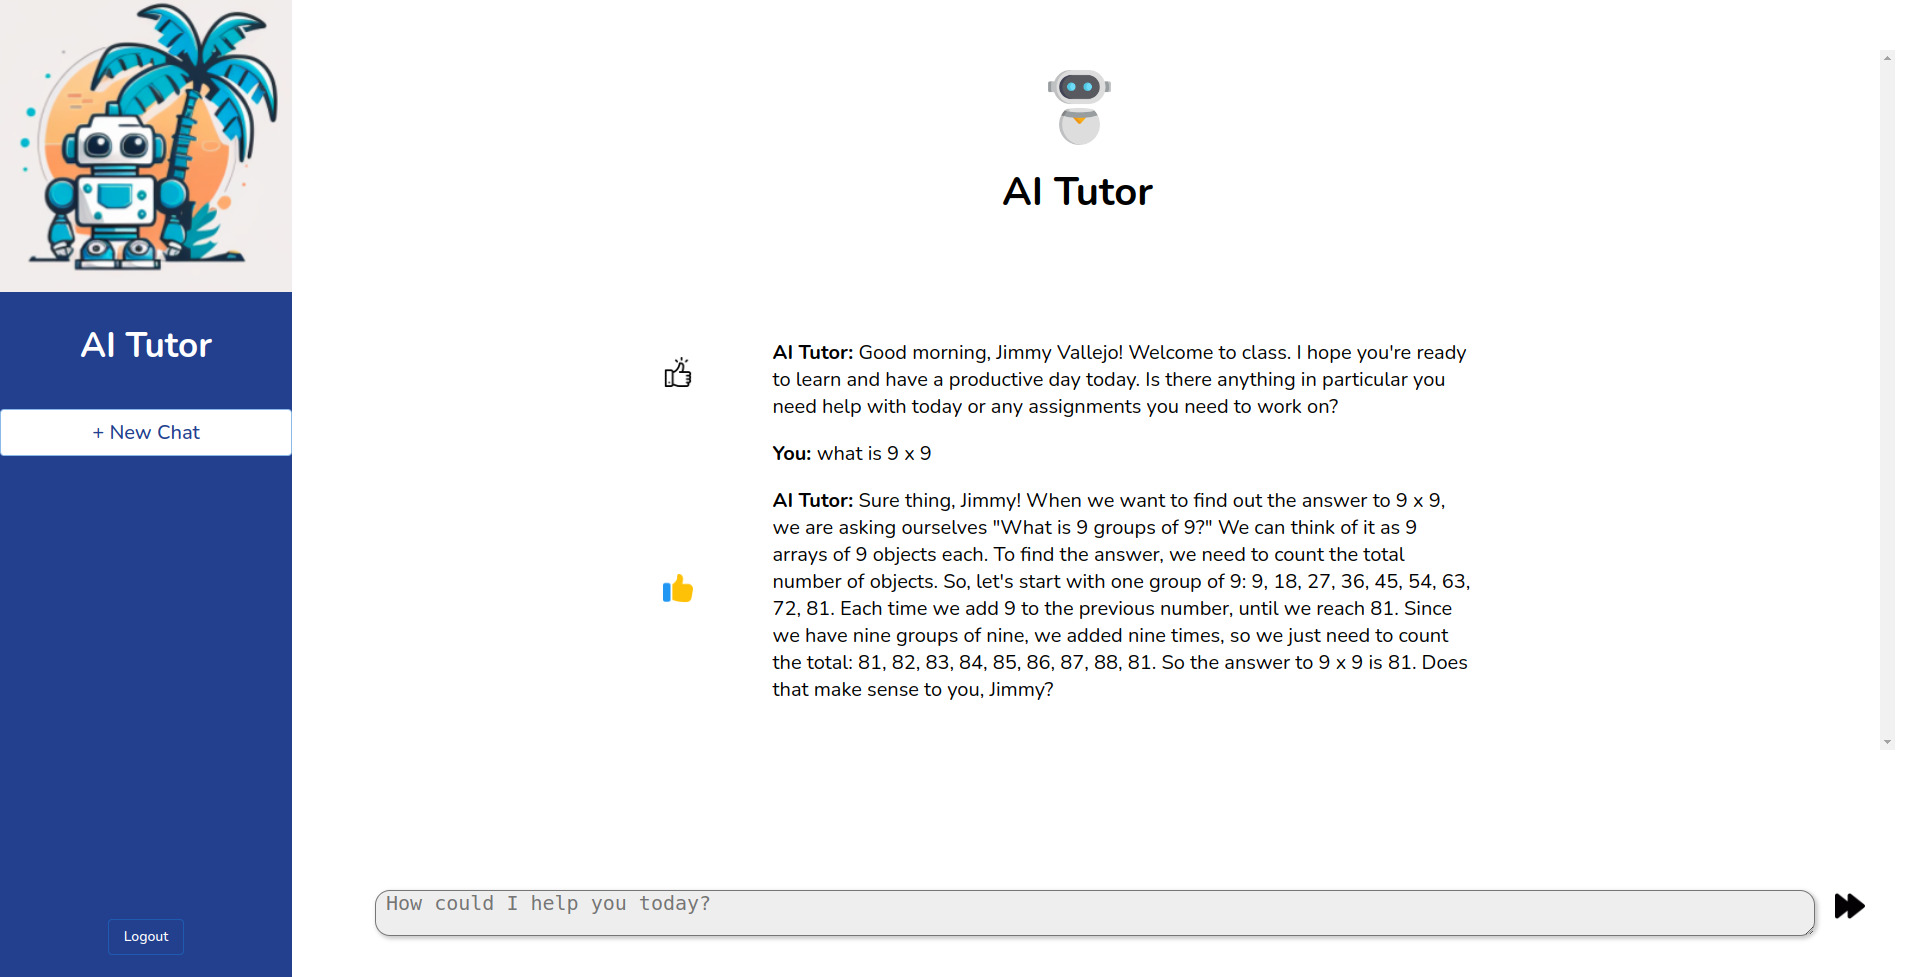 AI Tutor
+ New Chat
Logout
AI Tutor
AI Tutor: Good morning, Jimmy Vallejo! Welcome to class. I hope you're ready
to learn and have a productive day today. Is there anything in particular you
need help with today or any assignments you need to work on?
You: what is 9 x 9
AI Tutor: Sure thing, Jimmy! When we want to find out the answer to 9 x 9,
we are asking ourselves "What is 9 groups of 9?" We can think of it as 9
arrays of 9 objects each. To find the answer, we need to count the total
number of objects. So, let's start with one group of 9: 9, 18, 27, 36, 45, 54, 63,
72, 81. Each time we add 9 to the previous number, until we reach 81. Since
we have nine groups of nine, we added nine times, so we just need to count
the total: 81, 82, 83, 84, 85, 86, 87, 88, 81. So the answer to 9 x 9 is 81. Does
that make sense to you, Jimmy?
How could I help you today?